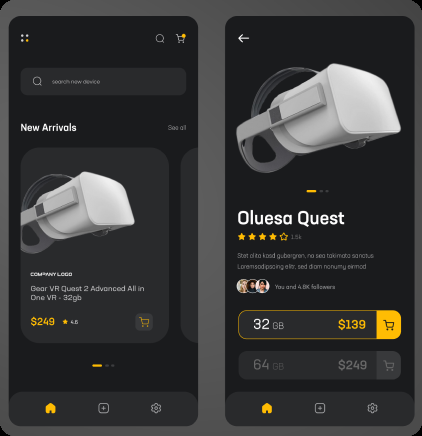 search new device
New Arrivals
See all
COMPANY LOGO
Gear VR Quest 2 Advanced All in
One VR - 32gb
$249
4.6
Oluesa Quest
1.5k
Stet clita kasd gubergren, no sea takimata sanctus
Loremsadipscing elitr, sed diam nonumy eirmod
You and 4.8K followers
32 GB
$139
64 GB
$249